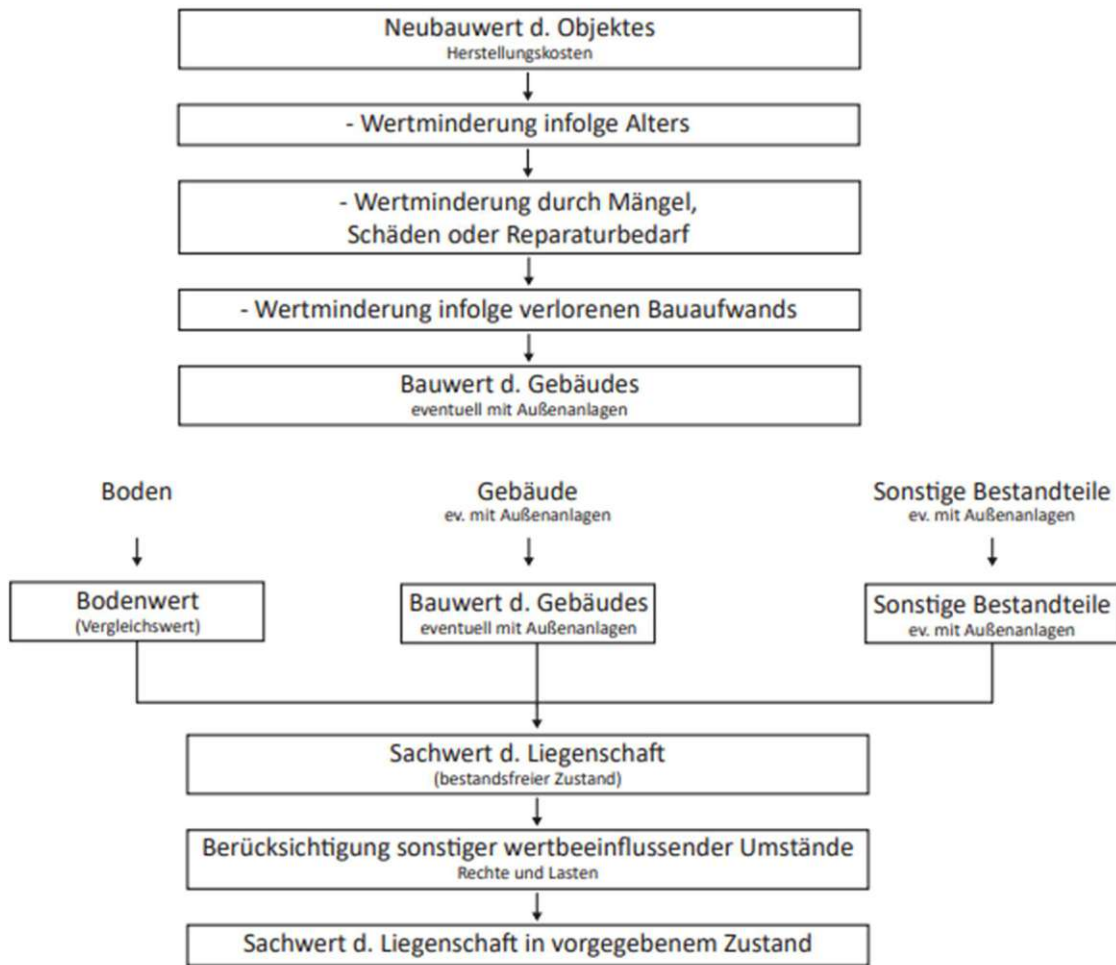 Neubauwert d. Objektes
Herstellungskosten
- Wertminderung infolge Alters
- Wertminderung durch Mängel,
Schäden oder Reparaturbedarf
- Wertminderung infolge verlorenen Bauaufwands
Bauwert d. Gebäudes
eventuell mit Außenanlagen
Boden
Gebäude
ev. mit Außenanlagen
Sonstige Bestandteile
ev. mit Außenanlagen
Bodenwert
(Vergleichswert)
Bauwert d. Gebäudes
eventuell mit Außenanlagen
Sonstige Bestandteile
ev. mit Außenanlagen
Sachwert d. Liegenschaft
(bestandsfreier Zustand)
Berücksichtigung sonstiger wertbeeinflussender Umstände
Rechte und Lasten
Sachwert d. Liegenschaft in vorgegebenem Zustand